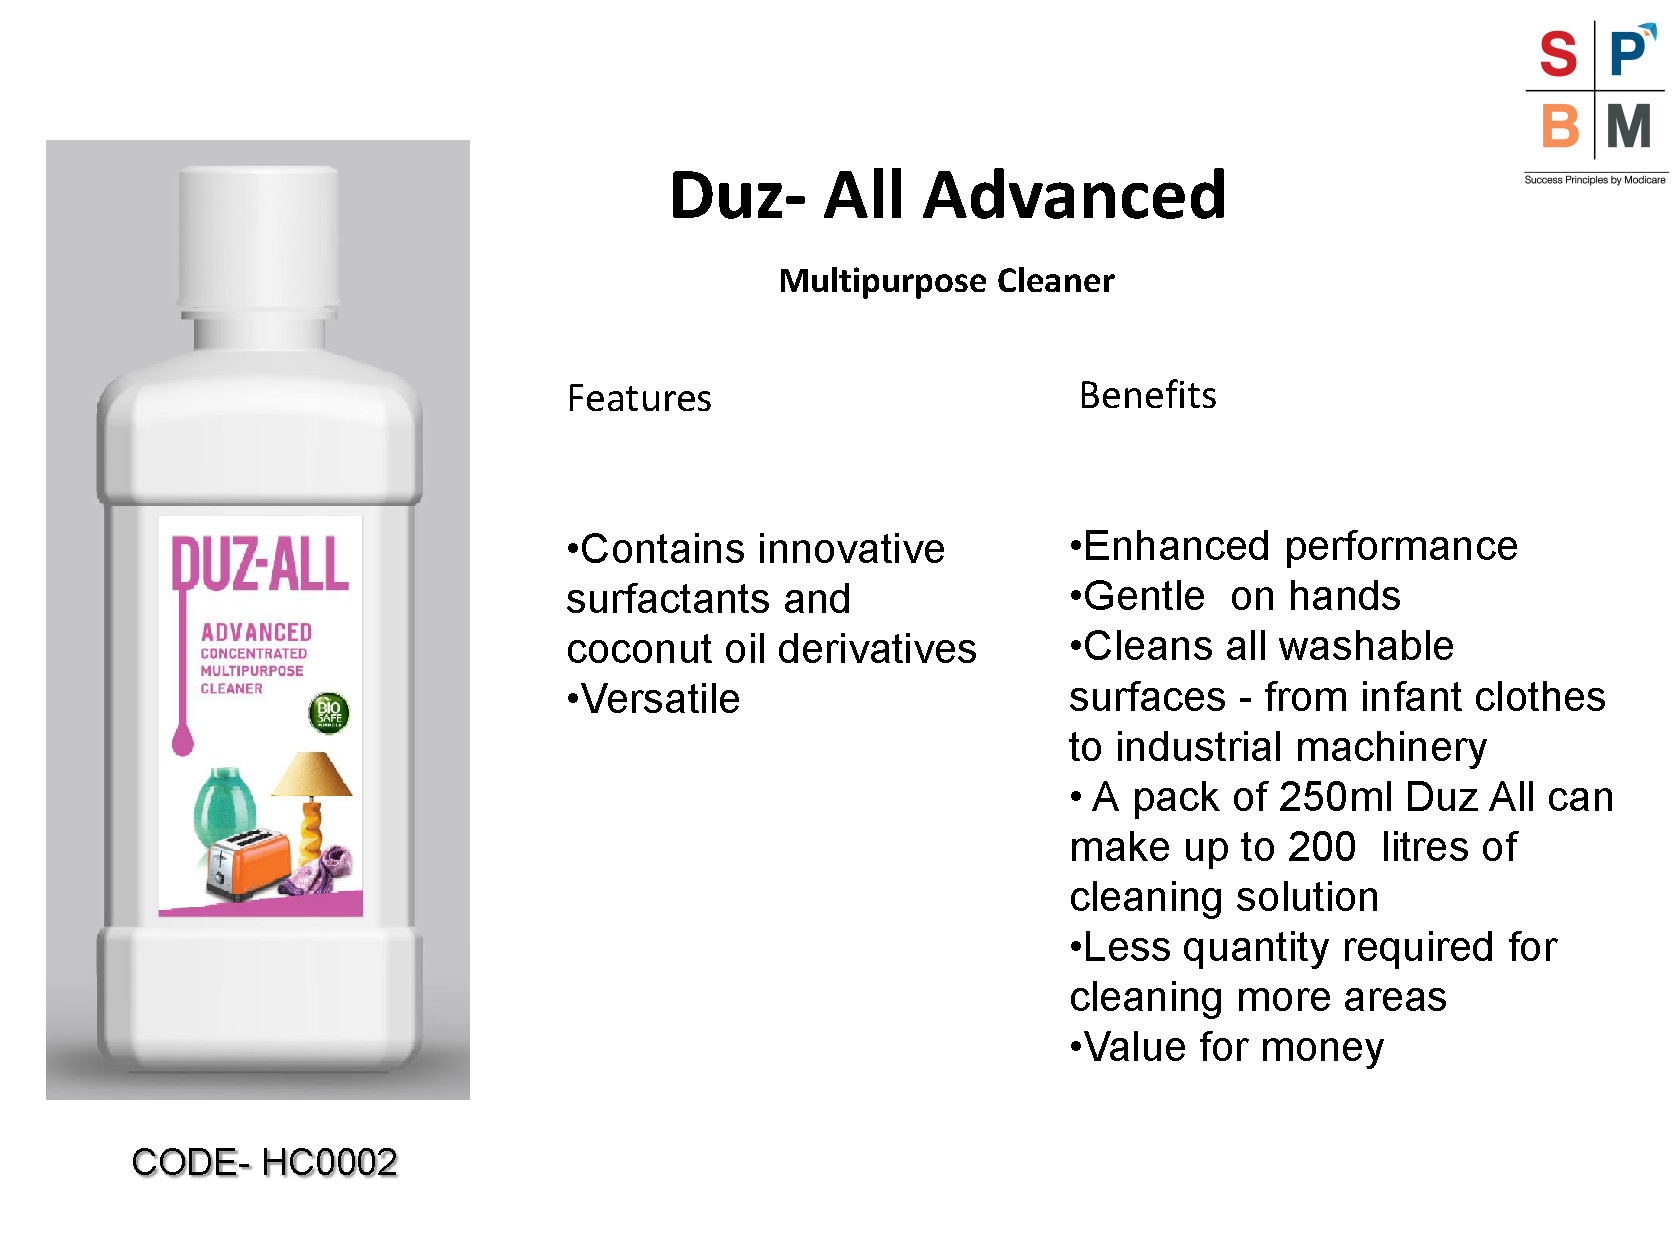 S P
B M
Success Principles by Modicare
Duz- All Advanced
Multipurpose Cleaner
Features
•Contains innovative
surfactants and
coconut oil derivatives
•Versatile
Benefits
•Enhanced performance
•Gentle  on hands
•Cleans all washable
surfaces - from infant clothes
to industrial machinery
• A pack of 250ml Duz All can
make up to 200  litres of
cleaning solution
•Less quantity required for
cleaning more areas
•Value for money
DUZ-ALL
ADVANCED
CONCENTRATED
MULTIPURPOSE
CLEANER
BIO
SAFE
CODE- HC0002